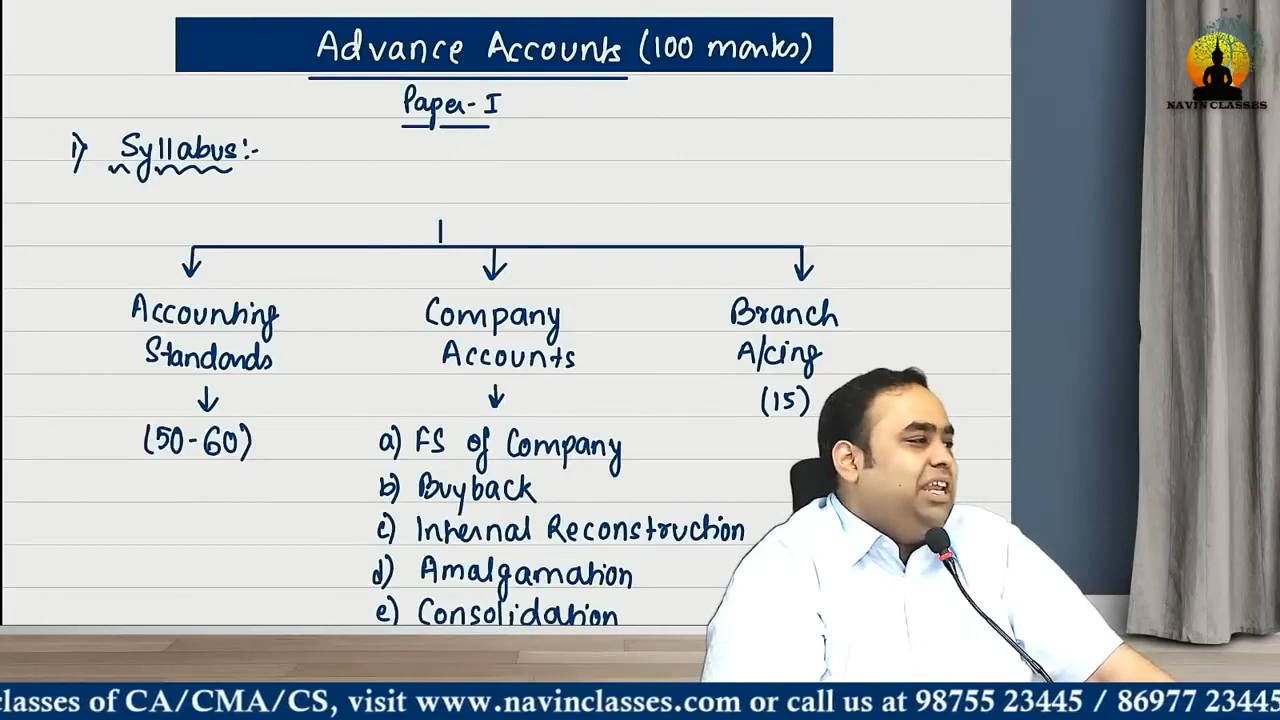 Advance Accounts (100 marks)
Paper-I
NAVIN CLASSES
1) Syllabus:-
Accounting
Standards
(50-60)
Company
Accounts
a) FS of Company
b) Buyback
c) Internal Reconstruction
d) Amalgamation
e) Consolidation
Branch
A/cing
(15)
classes of CA/CMA/CS, visit www.navinclasses.com or call us at 98755 23445 / 86977 23445